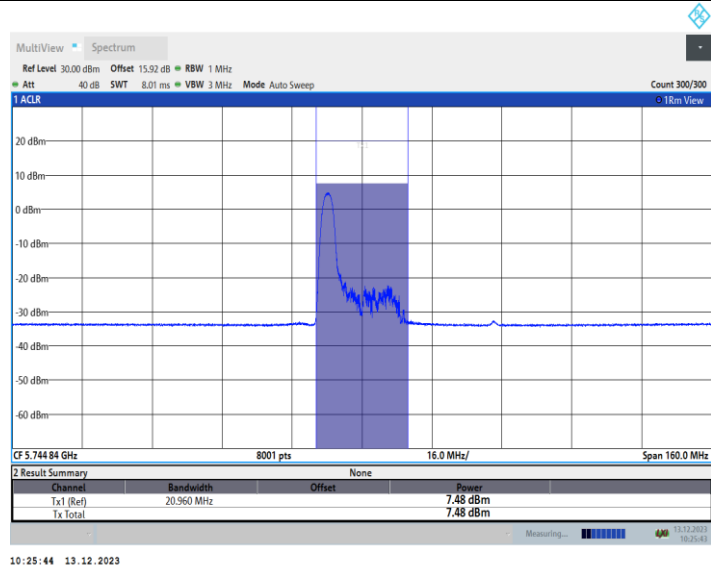 R&S
MultiView Spectrum
Ref Level 30.00 dBm Offset 15.92 dB RBW 1 MHz
Att 40 dB SWT 8.01 ms VBW 3 MHz Mode Auto Sweep Count 300/300
1 ACLR 1Rm View
20 dBm
10 dBm
0 dBm
-10 dBm
-20 dBm
-30 dBm
-40 dBm
-50 dBm
-60 dBm
CF 5.744 84 GHz 8001 pts 16.0 MHz/ Span 160.0 MHz
2 Result Summary None
Channel Bandwidth Offset Power
Tx1 (Ref) 20.960 MHz 7.48 dBm
Tx Total 7.48 dBm
Measuring... 13.12.2023
10:25:43
10:25:44 13.12.2023